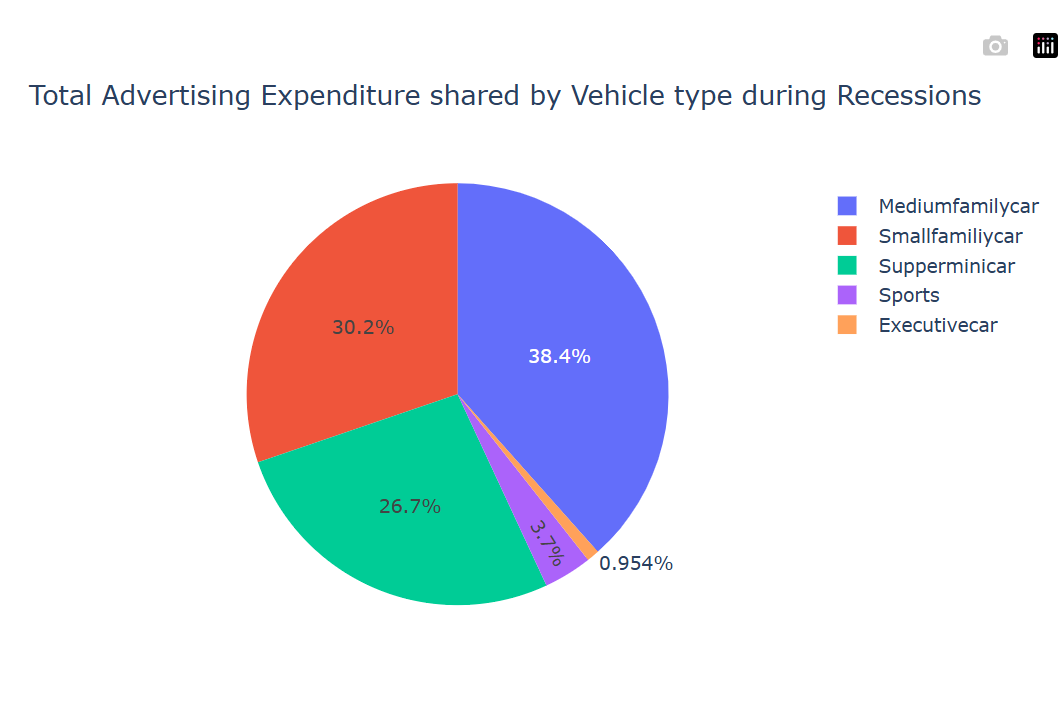 Total Advertising Expenditure shared by Vehicle type during Recessions
Mediumfamilycar
Smallfamiliycar
Supperminicar
Sports
Executivecar
30.2%
38.4%
26.7%
3.7%
0.954%